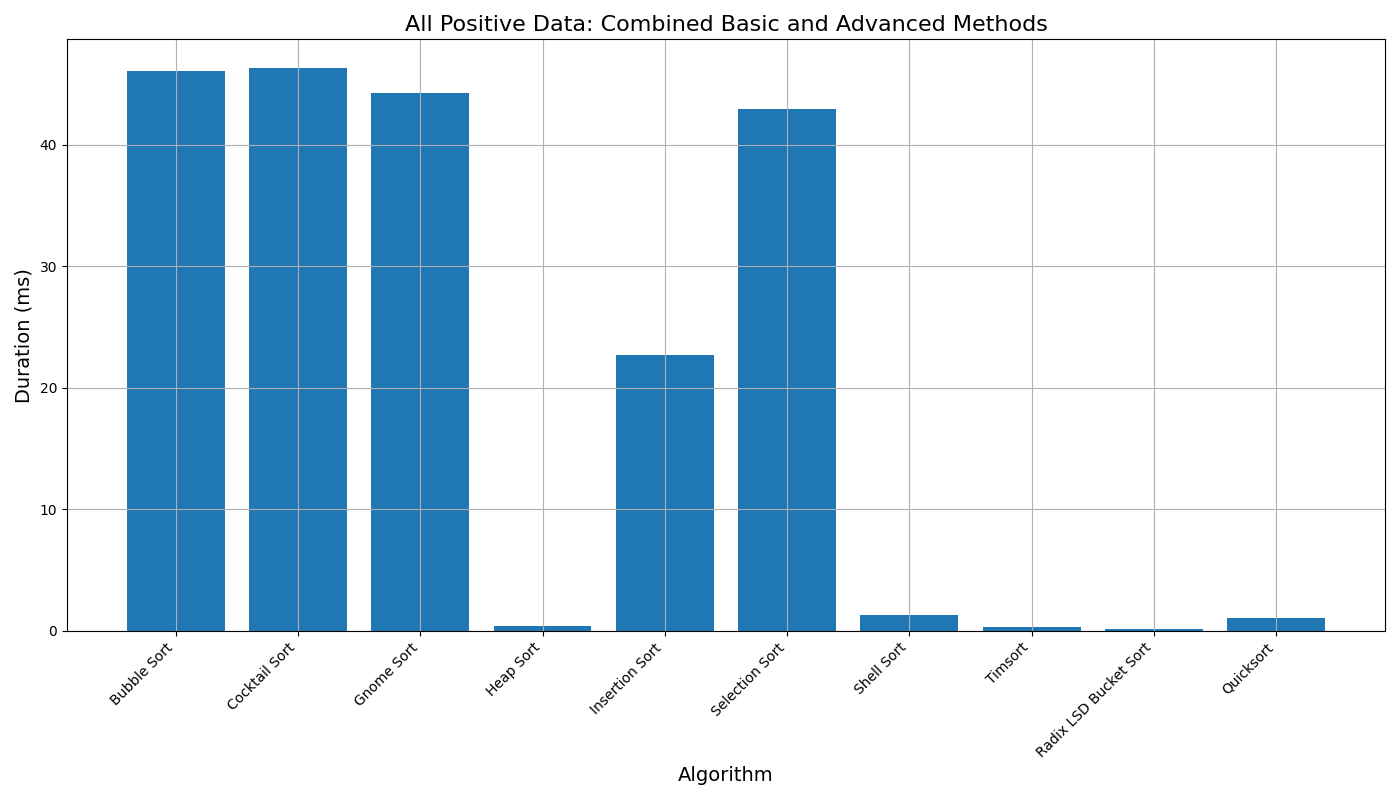 All Positive Data: Combined Basic and Advanced Methods
Duration (ms)
40
30
20
10
0
Bubble Sort
Cocktail Sort
Gnome Sort
Heap Sort
Insertion Sort
Selection Sort
Shell Sort
Timsort
Radix LSD Bucket Sort
Quicksort
Algorithm